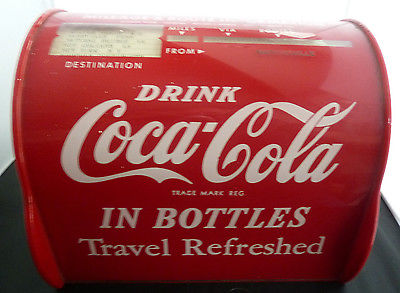 MILES VIA
FROM
DESTINATION
DRINK
Coca-Cola
TRADE MARK REG.
IN BOTTLES
Travel Refreshed